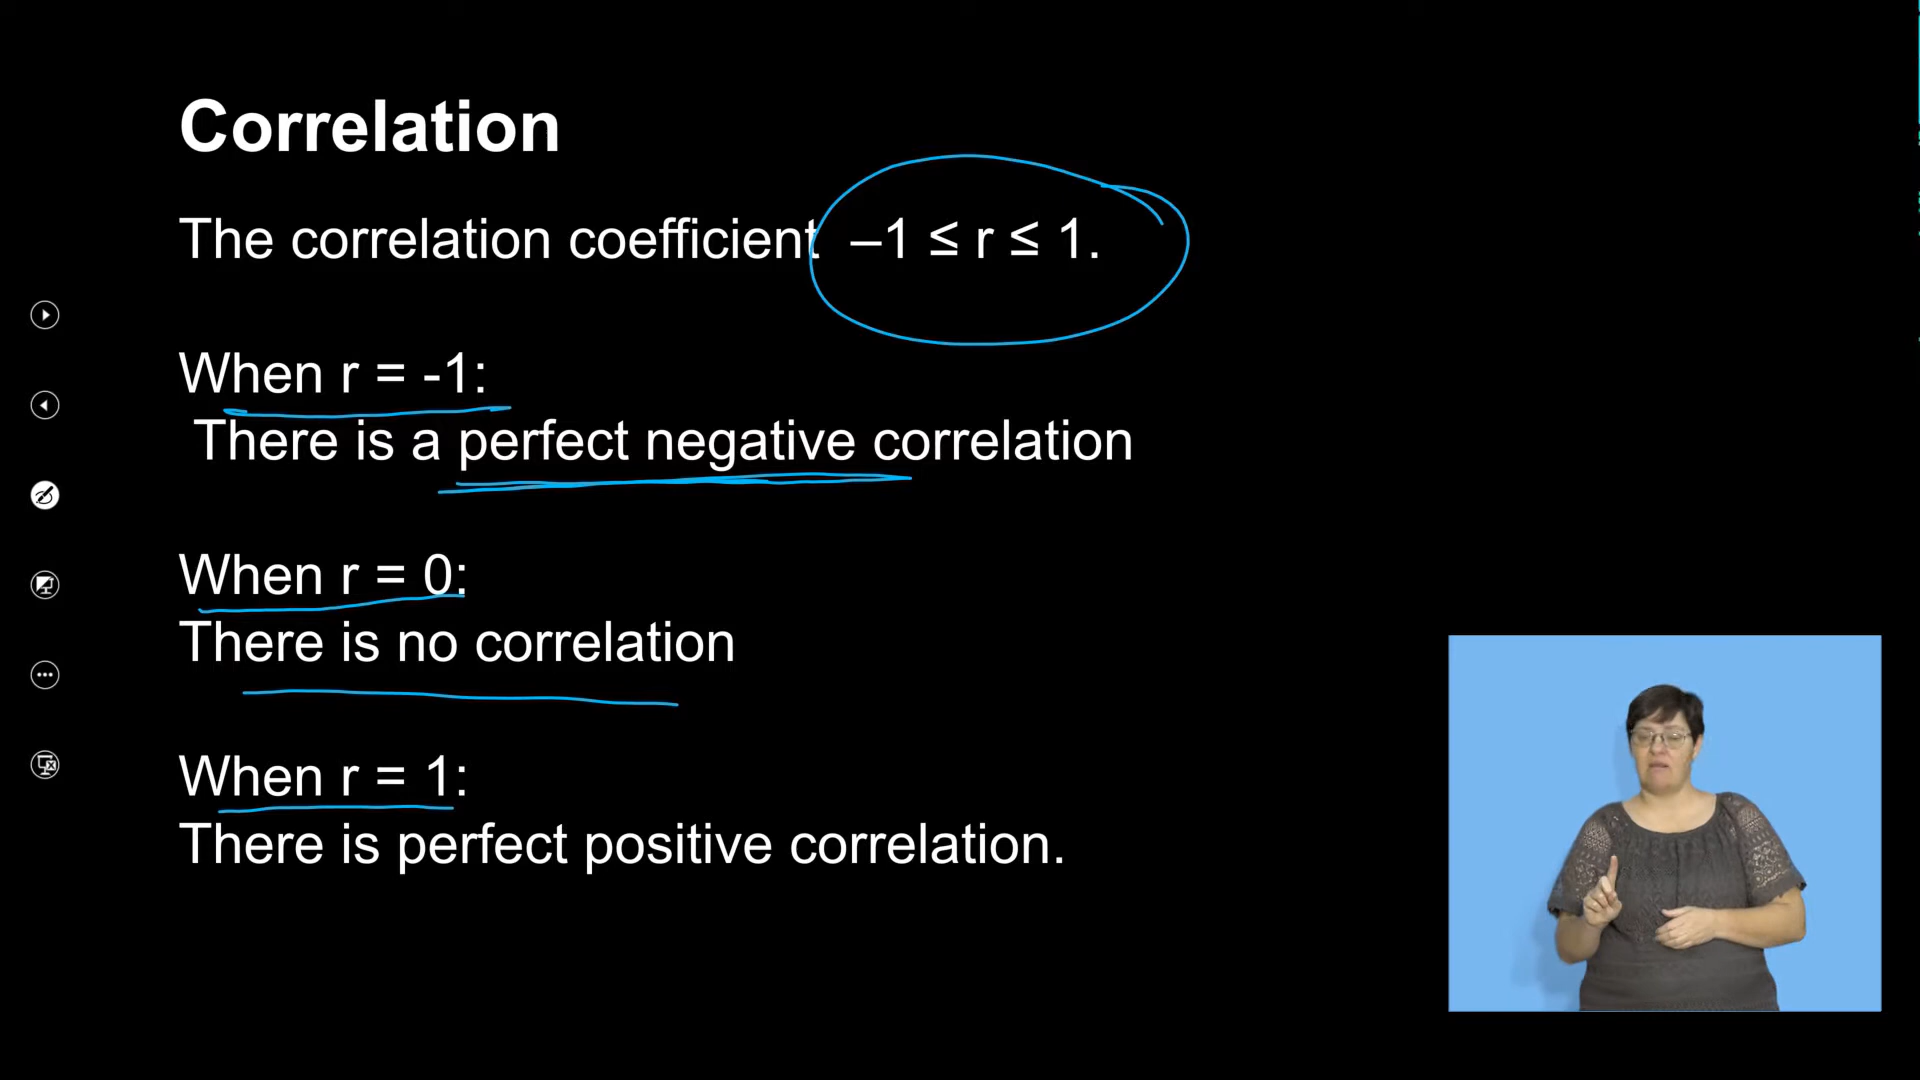 Correlation
The correlation coefficient –1 ≤ r ≤ 1.
When r = -1:
There is a perfect negative correlation
When r = 0:
There is no correlation
When r = 1:
There is perfect positive correlation.